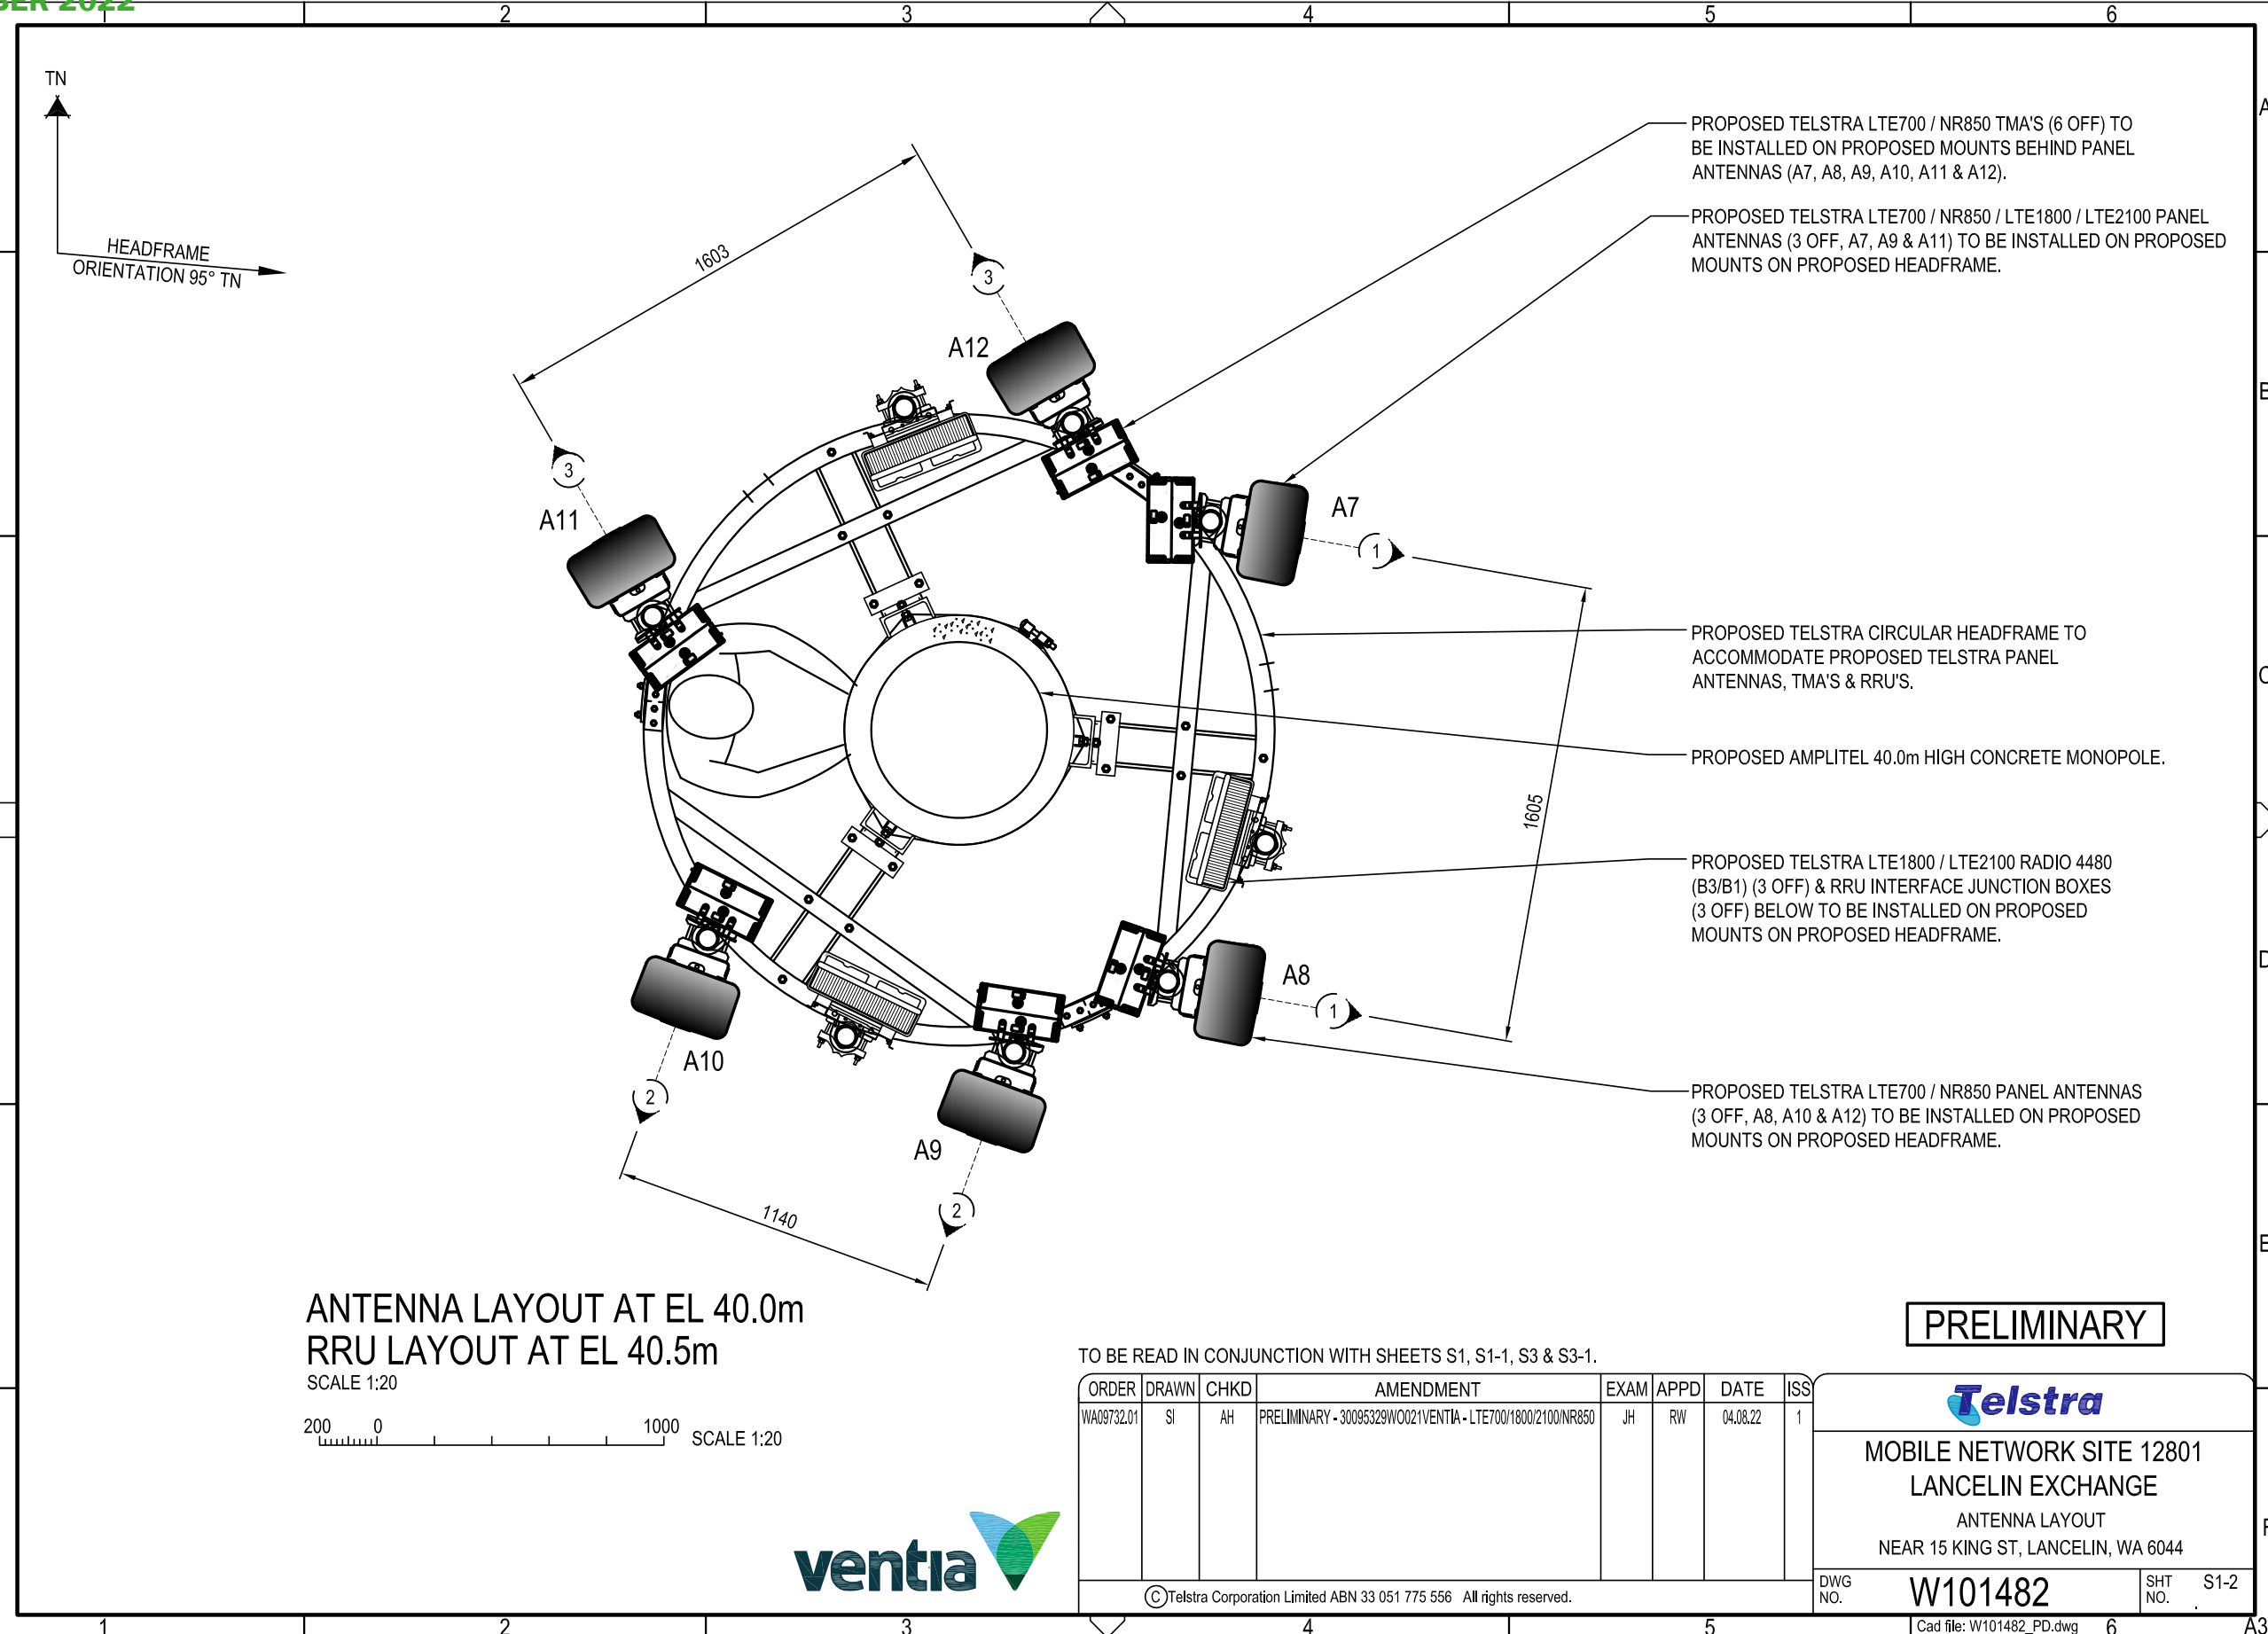 2022
2
3
4
5
6
TN
HEADFRAME
ORIENTATION 95° TN
1603
3
3
A12
A11
A7
1
1605
A8
1
A10
2
A9
2
1140
PROPOSED TELSTRA LTE700 / NR850 TMA'S (6 OFF) TO
BE INSTALLED ON PROPOSED MOUNTS BEHIND PANEL
ANTENNAS (A7, A8, A9, A10, A11 & A12).
PROPOSED TELSTRA LTE700 / NR850 / LTE1800 / LTE2100 PANEL
ANTENNAS (3 OFF, A7, A9 & A11) TO BE INSTALLED ON PROPOSED
MOUNTS ON PROPOSED HEADFRAME.
PROPOSED TELSTRA CIRCULAR HEADFRAME TO
ACCOMMODATE PROPOSED TELSTRA PANEL
ANTENNAS, TMA'S & RRU'S.
PROPOSED AMPLITEL 40.0m HIGH CONCRETE MONOPOLE.
PROPOSED TELSTRA LTE1800 / LTE2100 RADIO 4480
(B3/B1) (3 OFF) & RRU INTERFACE JUNCTION BOXES
(3 OFF) BELOW TO BE INSTALLED ON PROPOSED
MOUNTS ON PROPOSED HEADFRAME.
PROPOSED TELSTRA LTE700 / NR850 PANEL ANTENNAS
(3 OFF, A8, A10 & A12) TO BE INSTALLED ON PROPOSED
MOUNTS ON PROPOSED HEADFRAME.
A
B
C
D
E
F
ANTENNA LAYOUT AT EL 40.0m
RRU LAYOUT AT EL 40.5m
SCALE 1:20
200 0 1000 SCALE 1:20
ventia
PRELIMINARY
TO BE READ IN CONJUNCTION WITH SHEETS S1, S1-1, S3 & S3-1.
ORDER DRAWN CHKD AMENDMENT EXAM APPD DATE ISS
WA09732.01 SI AH PRELIMINARY - 30095329WO021VENTIA - LTE700/1800/2100/NR850 JH RW 04.08.22 1
© Telstra Corporation Limited ABN 33 051 775 556 All rights reserved.
Telstra
MOBILE NETWORK SITE 12801
LANCELIN EXCHANGE
ANTENNA LAYOUT
NEAR 15 KING ST, LANCELIN, WA 6044
DWG NO. W101482 SHT NO. S1-2
Cad file: W101482_PD.dwg
1
2
3
4
5
6
A3